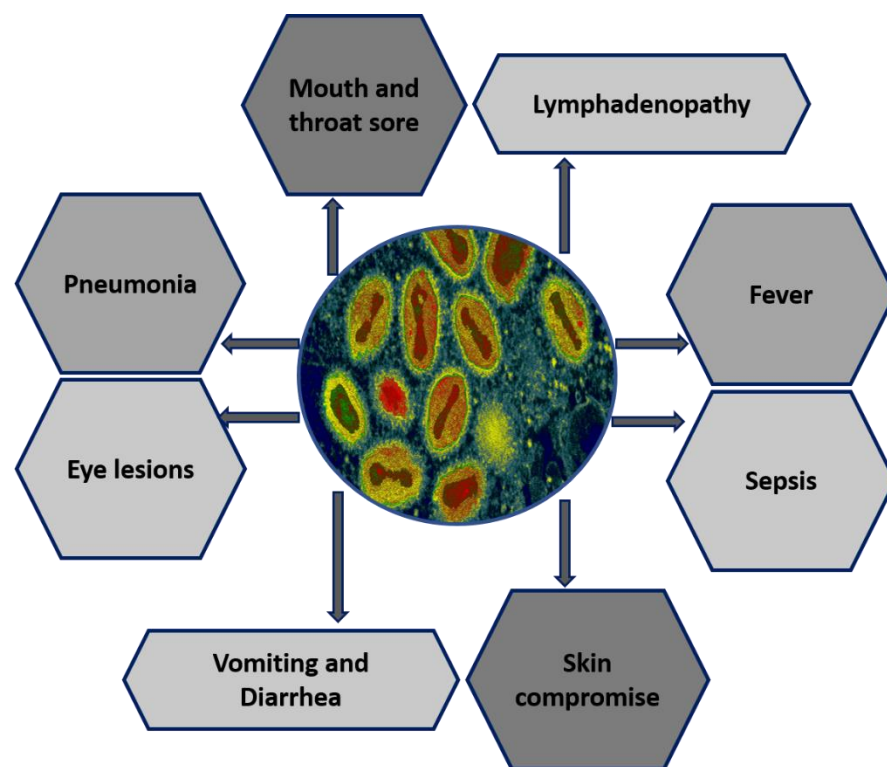 Mouth and
throat sore
Lymphadenopathy
Pneumonia
Fever
Eye lesions
Sepsis
Vomiting and
Diarrhea
Skin
compromise